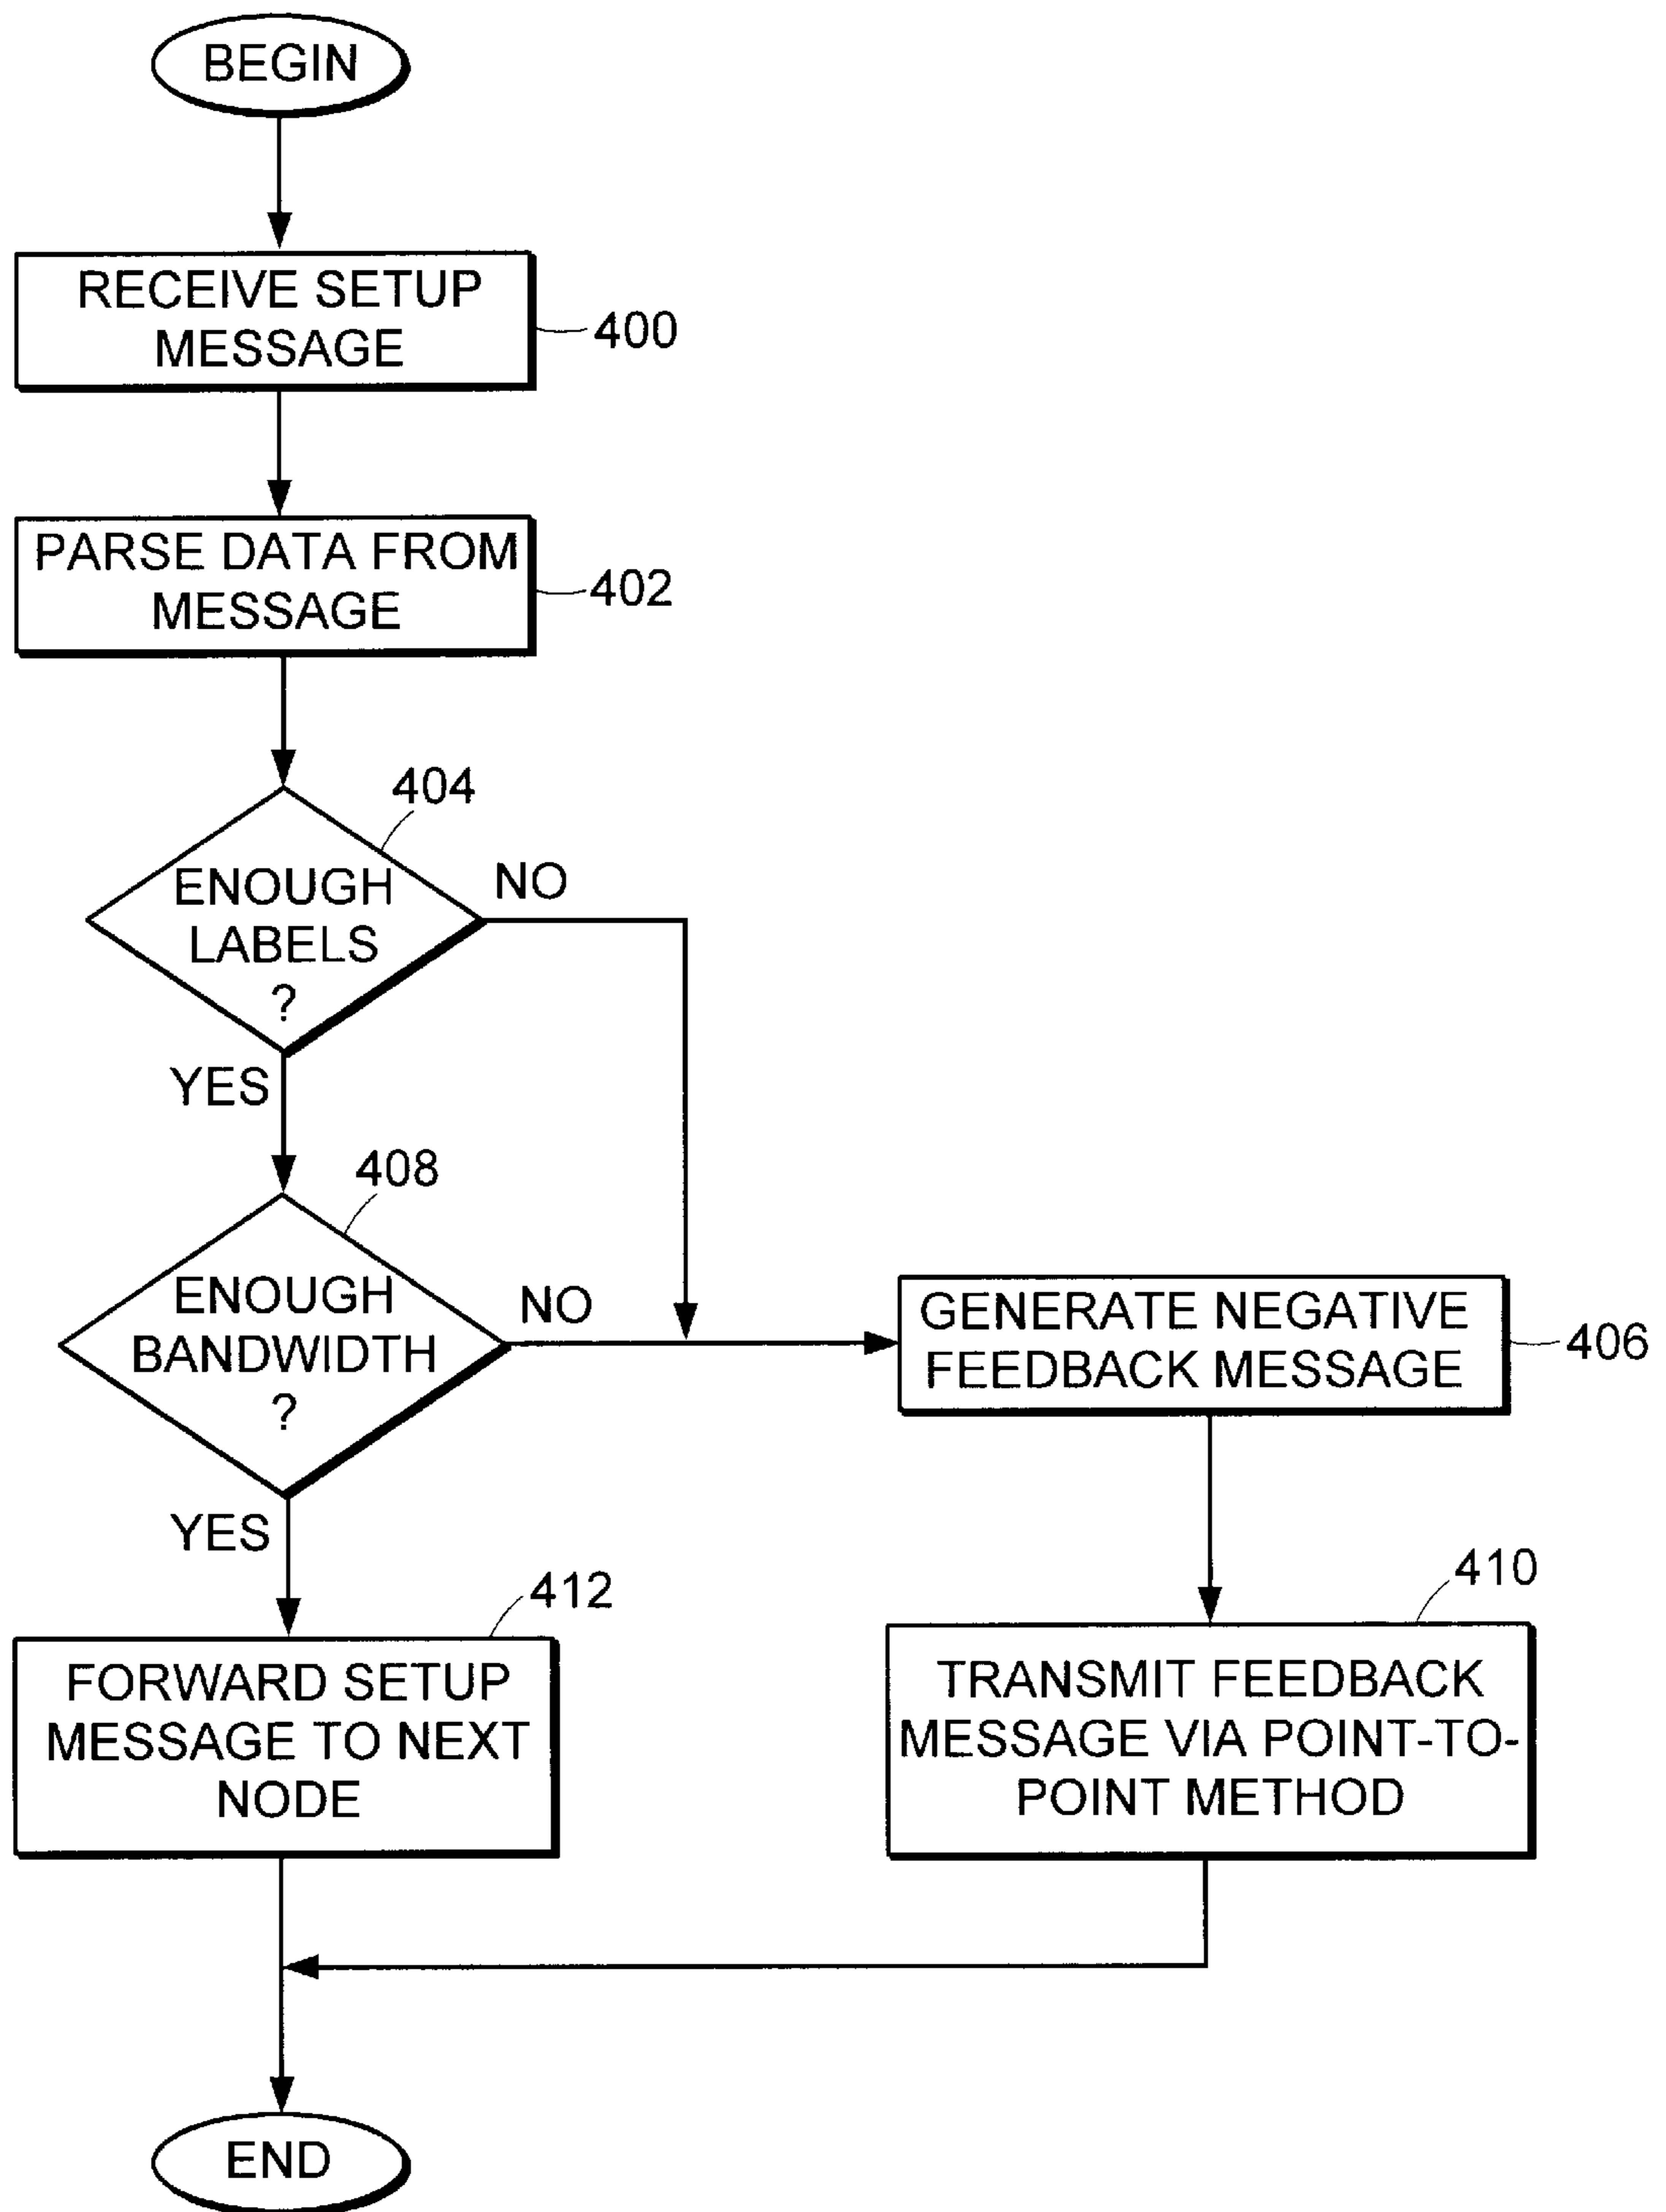 BEGIN
RECEIVE SETUP
MESSAGE
400
PARSE DATA FROM
MESSAGE
402
404
ENOUGH
LABELS
?
NO
YES
408
ENOUGH
BANDWIDTH
?
NO
YES
GENERATE NEGATIVE
FEEDBACK MESSAGE
406
412
FORWARD SETUP
MESSAGE TO NEXT
NODE
410
TRANSMIT FEEDBACK
MESSAGE VIA POINT-TO-
POINT METHOD
END